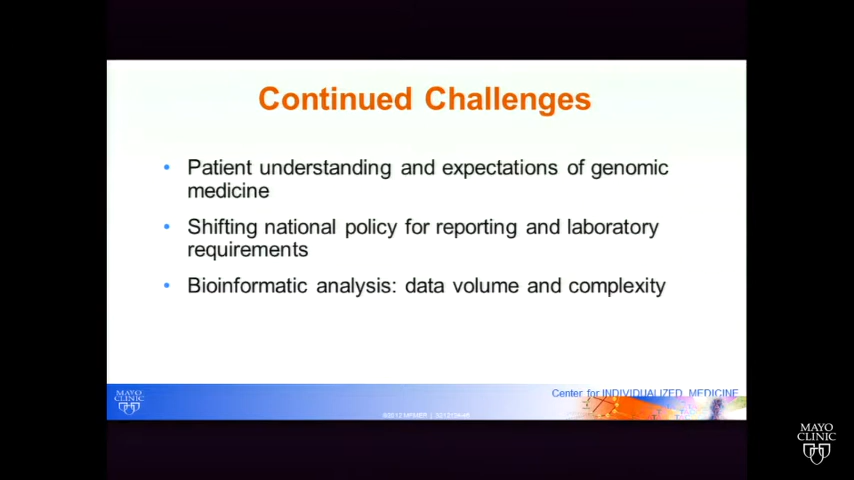 Continued Challenges
• Patient understanding and expectations of genomic
medicine
• Shifting national policy for reporting and laboratory
requirements
• Bioinformatic analysis: data volume and complexity
Center for INDIVIDUALIZED MEDICINE
MAYO
CLINIC
MAYO
CLINIC